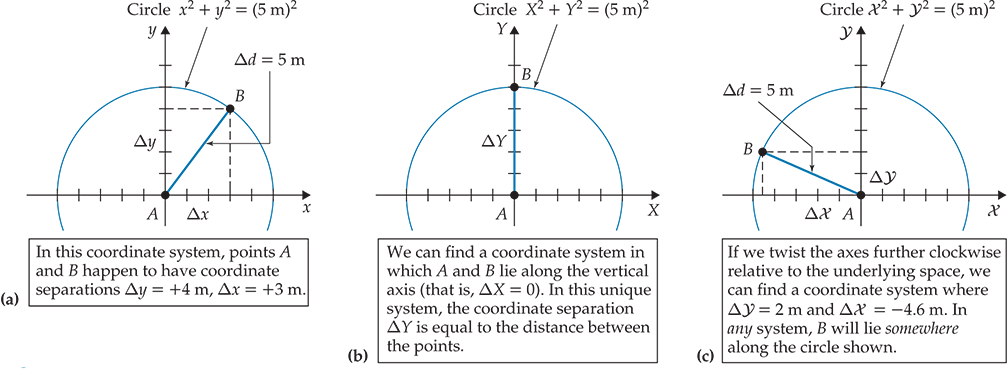 Circle x² + y² = (5 m)²
y
Δd = 5 m
B
Δy
A
Δx
x
In this coordinate system, points A
and B happen to have coordinate
separations Δy = +4 m, Δx = +3 m.
(a)
Circle X² + Y² = (5 m)²
Y
B
ΔY
A
X
We can find a coordinate system in
which A and B lie along the vertical
axis (that is, ΔX = 0). In this unique
system, the coordinate separation
ΔY is equal to the distance between
the points.
(b)
Circle 𝒳² + 𝒴² = (5 m)²
𝒴
Δd = 5 m
B
Δ𝒴
Δ𝒳
A
𝒳
If we twist the axes further clockwise
relative to the underlying space, we
can find a coordinate system where
Δ𝒴 = 2 m and Δ𝒳 = −4.6 m. In
any system, B will lie somewhere
along the circle shown.
(c)